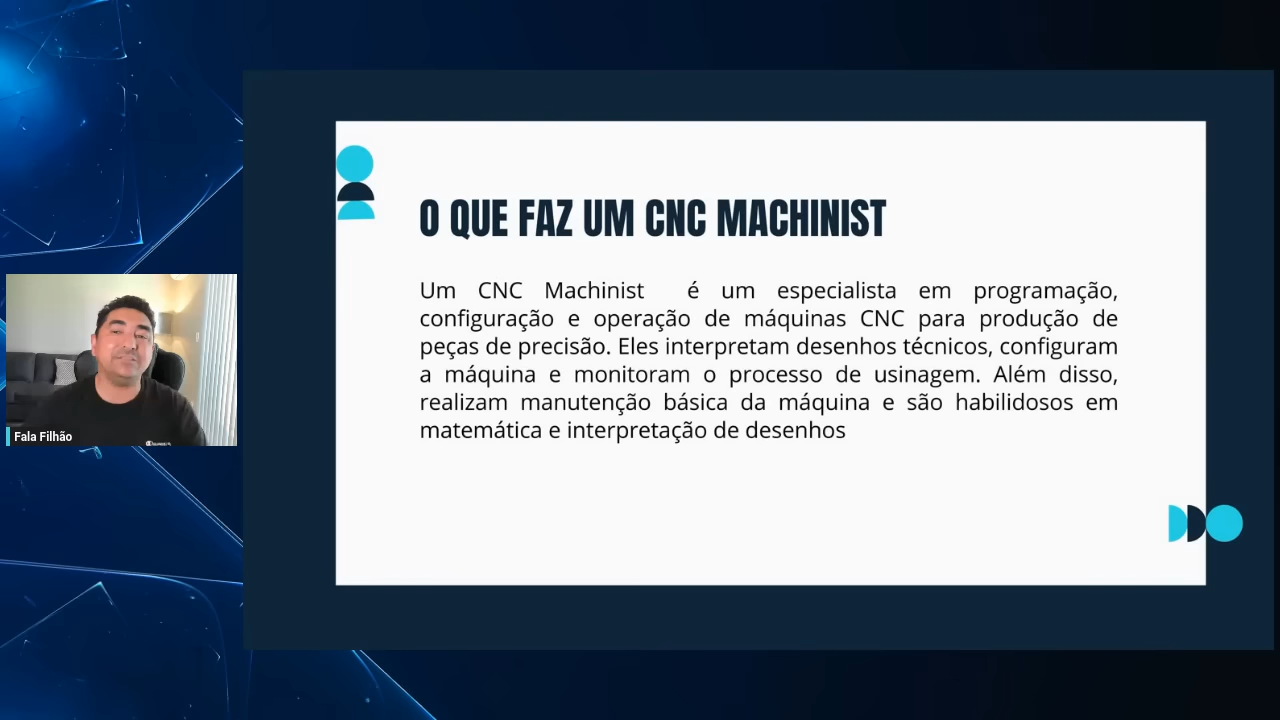 O QUE FAZ UM CNC MACHINIST
Um CNC Machinist é um especialista em programação,
configuração e operação de máquinas CNC para produção de
peças de precisão. Eles interpretam desenhos técnicos, configuram
a máquina e monitoram o processo de usinagem. Além disso,
realizam manutenção básica da máquina e são habilidosos em
matemática e interpretação de desenhos
Fala Filhão